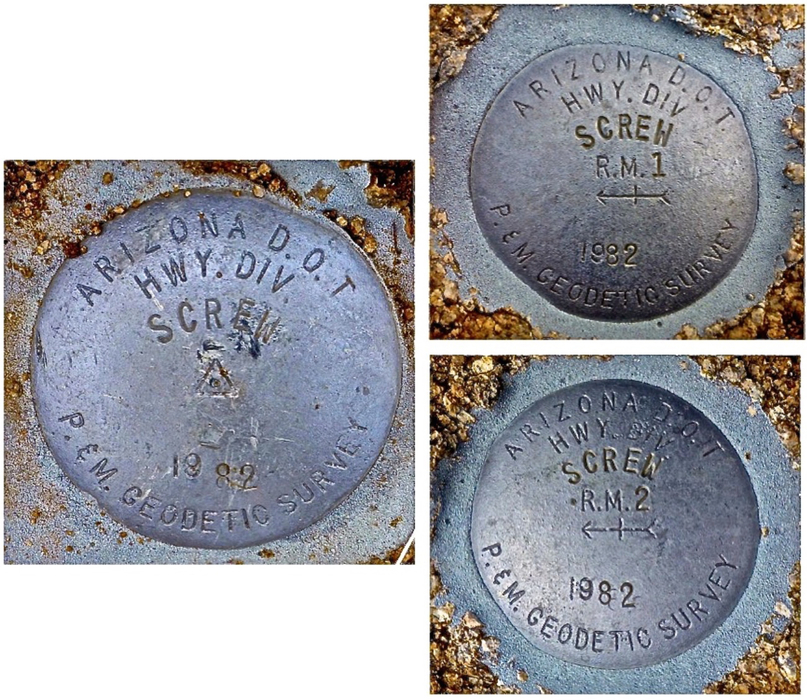 ARIZONA D.O.T
HWY. DIV.
SCREW
1982
P. & M. GEODETIC SURVEY
ARIZONA D.O.T.
HWY. DIV
SCREW
R.M. 1
1982
P. & M. GEODETIC SURVEY
ARIZONA D.O.T
HWY. DIV
SCREW
R.M. 2
1982
P. & M. GEODETIC SURVEY